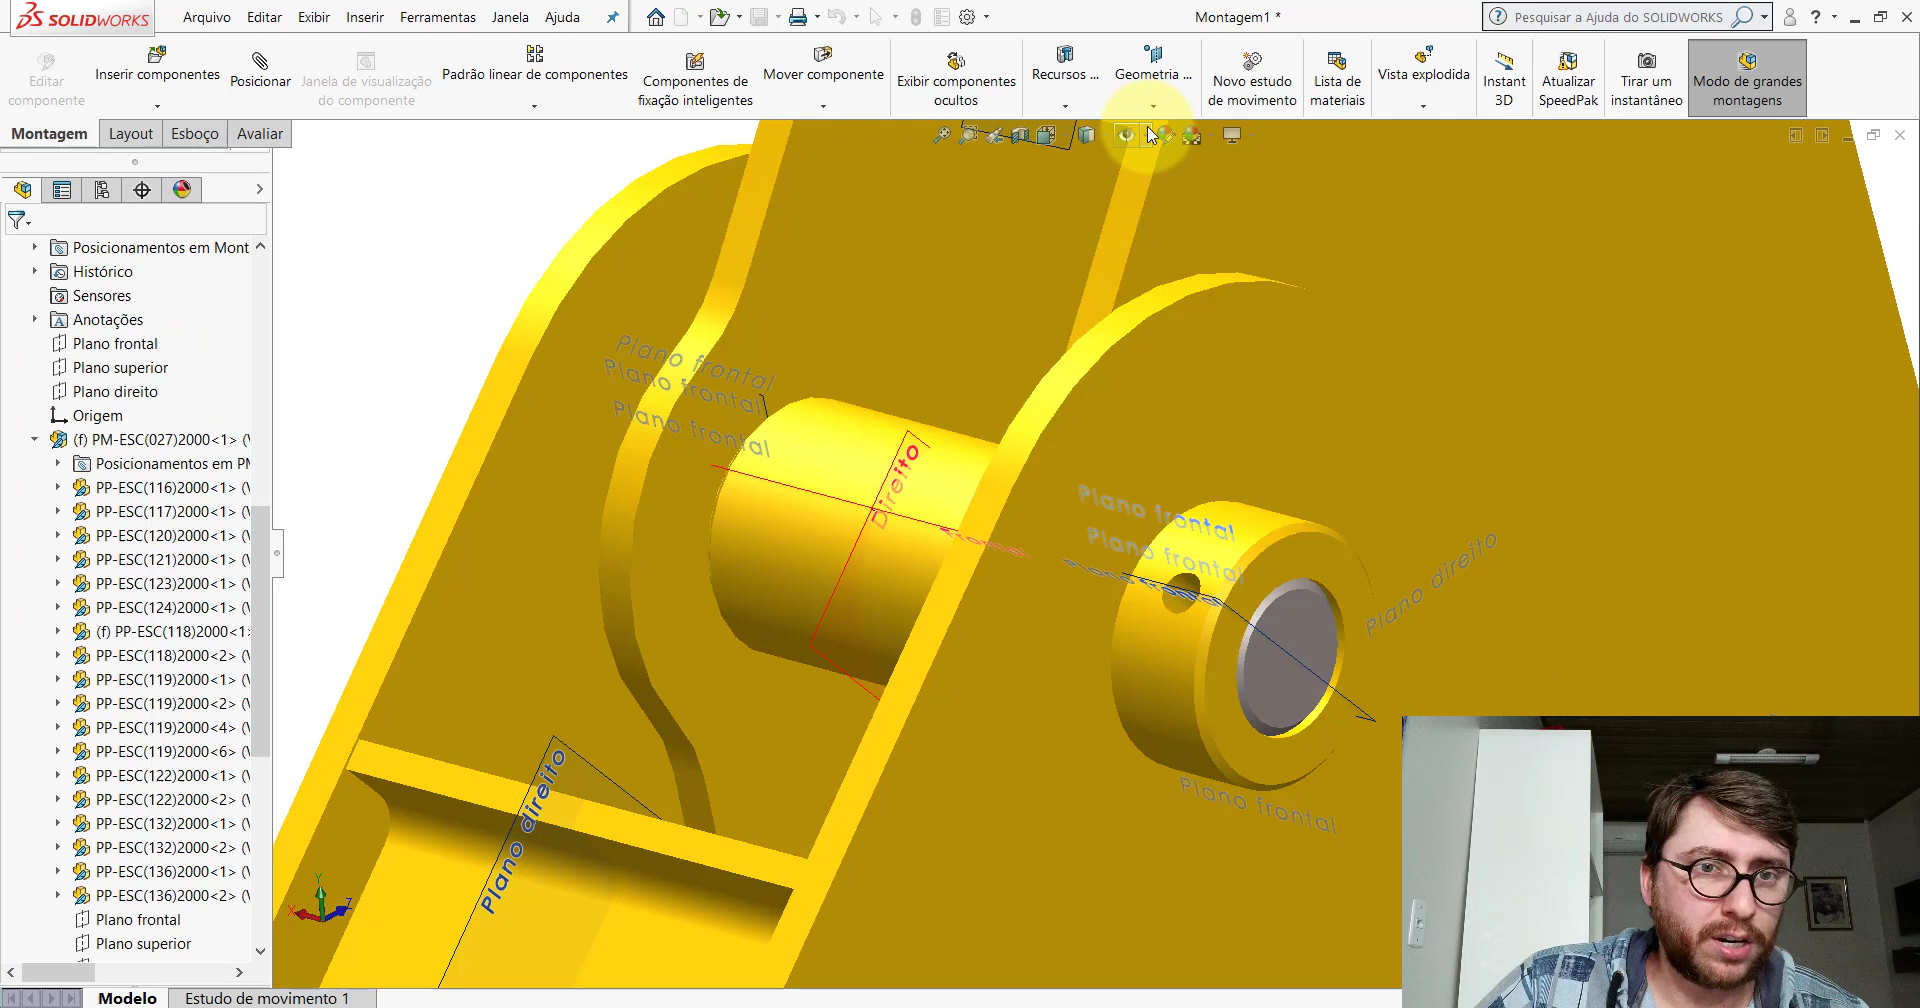 SOLIDWORKS
Arquivo Editar Exibir Inserir Ferramentas Janela Ajuda
Montagem1 *
Pesquisar a Ajuda do SOLIDWORKS
Editar componente
Inserir componentes
Posicionar
Janela de visualização do componente
Padrão linear de componentes
Componentes de fixação inteligentes
Mover componente
Exibir componentes ocultos
Recursos ...
Geometria ...
Novo estudo de movimento
Lista de materiais
Vista explodida
Instant 3D
Atualizar SpeedPak
Tirar um instantâneo
Modo de grandes montagens
Montagem Layout Esboço Avaliar
Posicionamentos em Mont
Histórico
Sensores
Anotações
Plano frontal
Plano superior
Plano direito
Origem
(f) PM-ESC(027)2000<1> (V
Posicionamentos em PM
PP-ESC(116)2000<1> (V
PP-ESC(117)2000<1> (V
PP-ESC(120)2000<1> (V
PP-ESC(121)2000<1> (V
PP-ESC(123)2000<1> (V
PP-ESC(124)2000<1> (V
(f) PP-ESC(118)2000<1>
PP-ESC(118)2000<2> (V
PP-ESC(119)2000<1> (V
PP-ESC(119)2000<2> (V
PP-ESC(119)2000<4> (V
PP-ESC(119)2000<6> (V
PP-ESC(122)2000<1> (V
PP-ESC(122)2000<2> (V
PP-ESC(132)2000<1> (V
PP-ESC(132)2000<2> (V
PP-ESC(136)2000<1> (V
PP-ESC(136)2000<2> (V
Plano frontal
Plano superior
Plano frontal
Plano frontal
Plano frontal
Direito
Plano frontal
Plano frontal
Plano direito
Plano frontal
Plano direito
Y
X
Z
Modelo Estudo de movimento 1